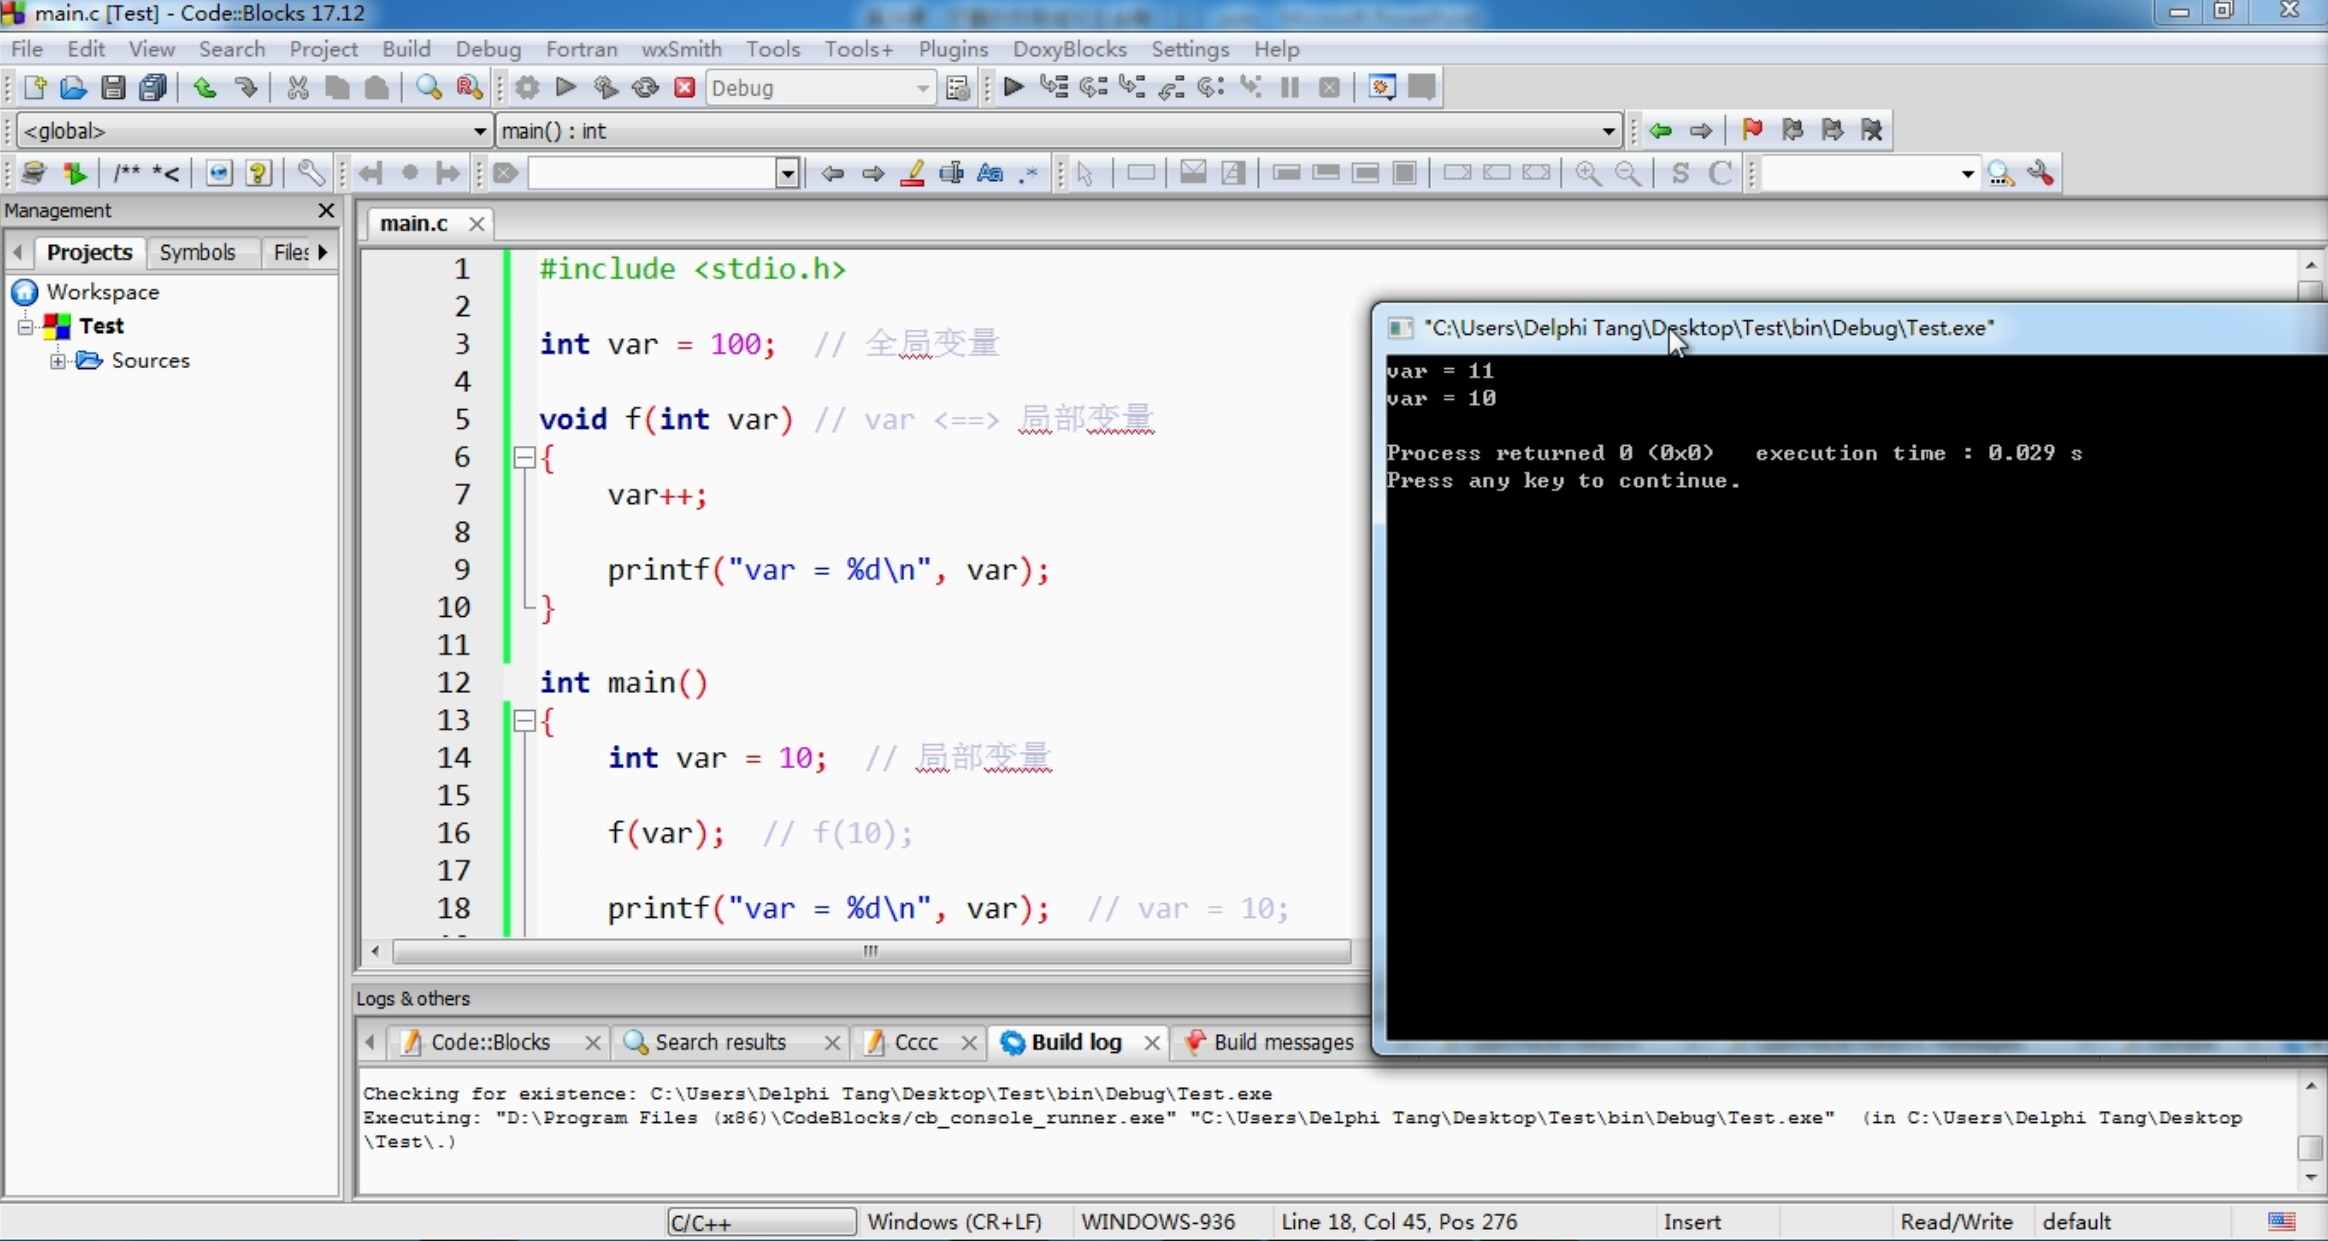 main.c [Test] - Code::Blocks 17.12
File Edit View Search Project Build Debug Fortran wxSmith Tools Tools+ Plugins DoxyBlocks Settings Help
Debug
<global> main() : int
/** *<
S C
Management
Projects Symbols Files
Workspace
Test
Sources
main.c
1 #include <stdio.h>
2
3 int var = 100; // 全局变量
4
5 void f(int var) // var <==> 局部变量
6 {
7 var++;
8
9 printf("var = %d\n", var);
10 }
11
12 int main()
13 {
14 int var = 10; // 局部变量
15
16 f(var); // f(10);
17
18 printf("var = %d\n", var); // var = 10;
"C:\Users\Delphi Tang\Desktop\Test\bin\Debug\Test.exe"
var = 11
var = 10
Process returned 0 (0x0) execution time : 0.029 s
Press any key to continue.
Logs & others
Code::Blocks Search results Cccc Build log Build messages
Checking for existence: C:\Users\Delphi Tang\Desktop\Test\bin\Debug\Test.exe
Executing: "D:\Program Files (x86)\CodeBlocks/cb_console_runner.exe" "C:\Users\Delphi Tang\Desktop\Test\bin\Debug\Test.exe" (in C:\Users\Delphi Tang\Desktop
\Test\.)
C/C++ Windows (CR+LF) WINDOWS-936 Line 18, Col 45, Pos 276 Insert Read/Write default